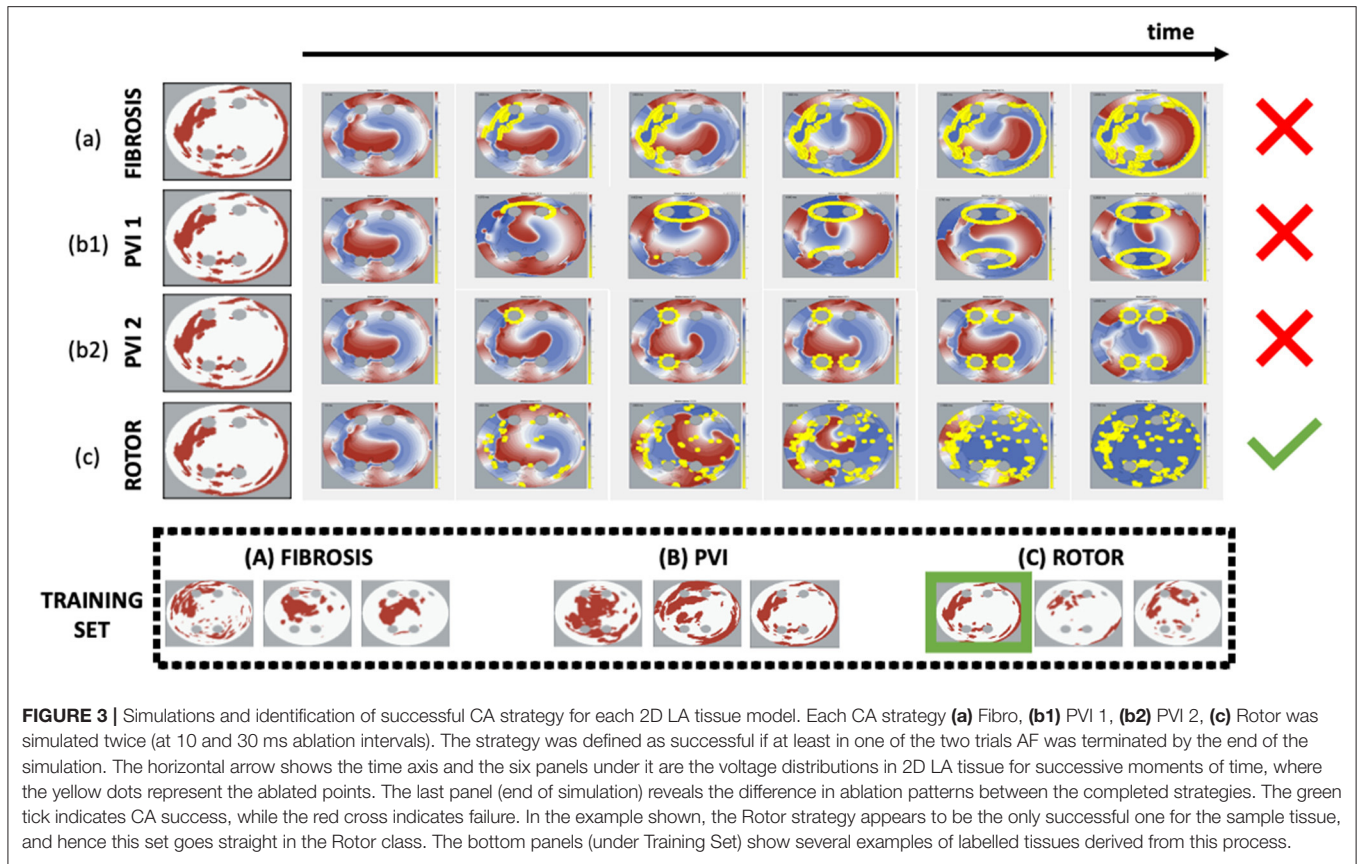 time
(a) FIBROSIS
(b1) PVI 1
(b2) PVI 2
(c) ROTOR
(A) FIBROSIS
(B) PVI
(C) ROTOR
TRAINING
SET
FIGURE 3 | Simulations and identification of successful CA strategy for each 2D LA tissue model. Each CA strategy (a) Fibro, (b1) PVI 1, (b2) PVI 2, (c) Rotor was
simulated twice (at 10 and 30 ms ablation intervals). The strategy was defined as successful if at least in one of the two trials AF was terminated by the end of the
simulation. The horizontal arrow shows the time axis and the six panels under it are the voltage distributions in 2D LA tissue for successive moments of time, where
the yellow dots represent the ablated points. The last panel (end of simulation) reveals the difference in ablation patterns between the completed strategies. The green
tick indicates CA success, while the red cross indicates failure. In the example shown, the Rotor strategy appears to be the only successful one for the sample tissue,
and hence this set goes straight in the Rotor class. The bottom panels (under Training Set) show several examples of labelled tissues derived from this process.